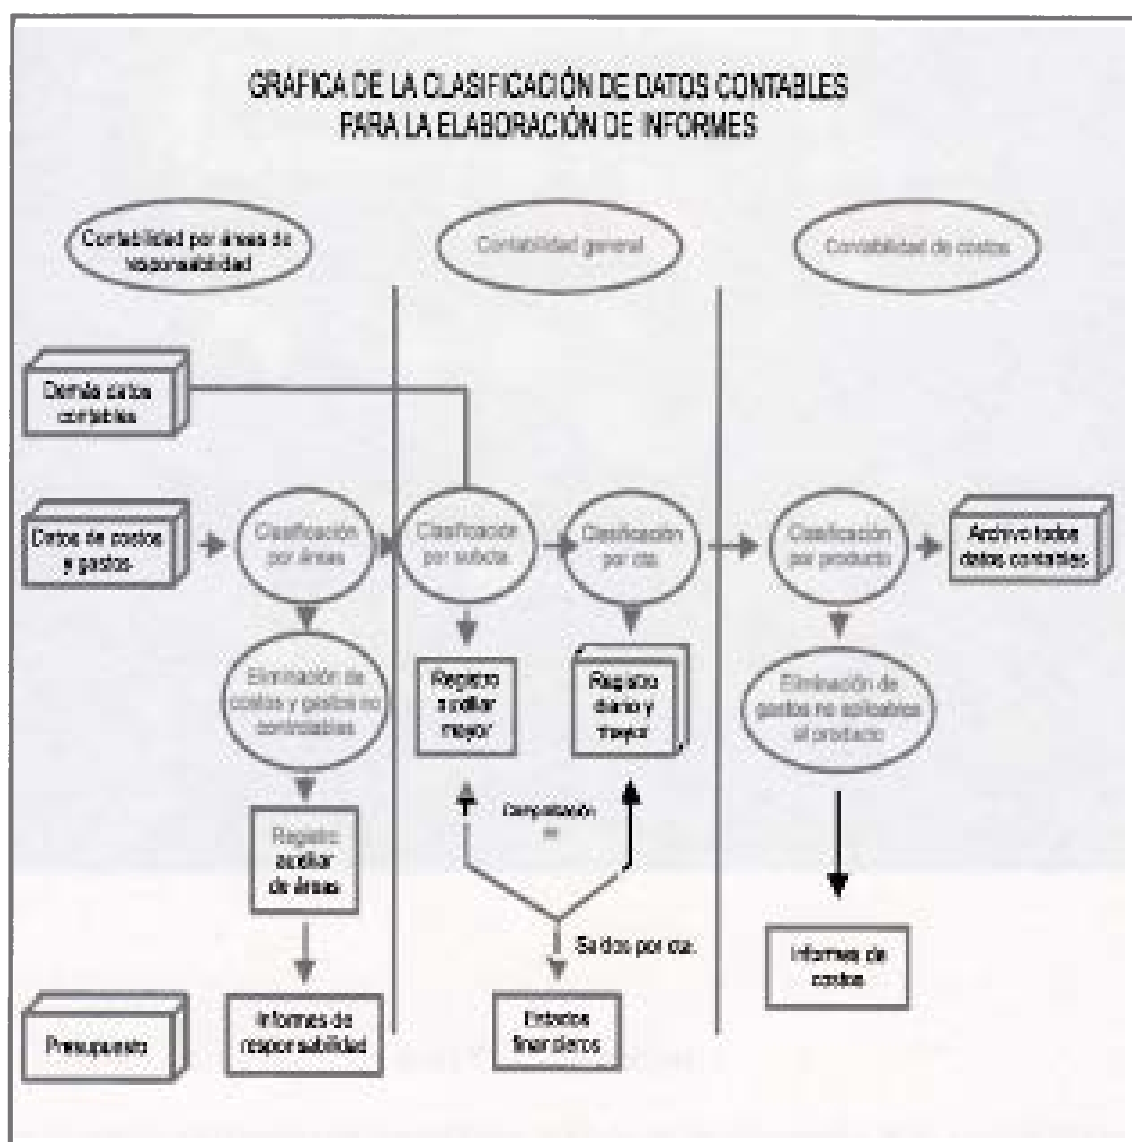 GRÁFICA DE LA CLASIFICACIÓN DE DATOS CONTABLES
PARA LA ELABORACIÓN DE INFORMES
Contabilidad por áreas de
responsabilidad
Contabilidad general
Contabilidad de costos
Demás datos
contables
Datos de costos
y gastos
Clasificación
por áreas
Clasificación
por subcta.
Clasificación
por cta.
Clasificación
por producto
Archivo todos
datos contables
Eliminación de
costos y gastos no
controlables
Registro
auxiliar
mayor
Registro
diario y
mayor
Eliminación de
gastos no aplicables
al producto
Registro
auxiliar
de áreas
Saldos por cta.
Informes de
costos
Presupuesto
Informes de
responsabilidad
Estados
financieros